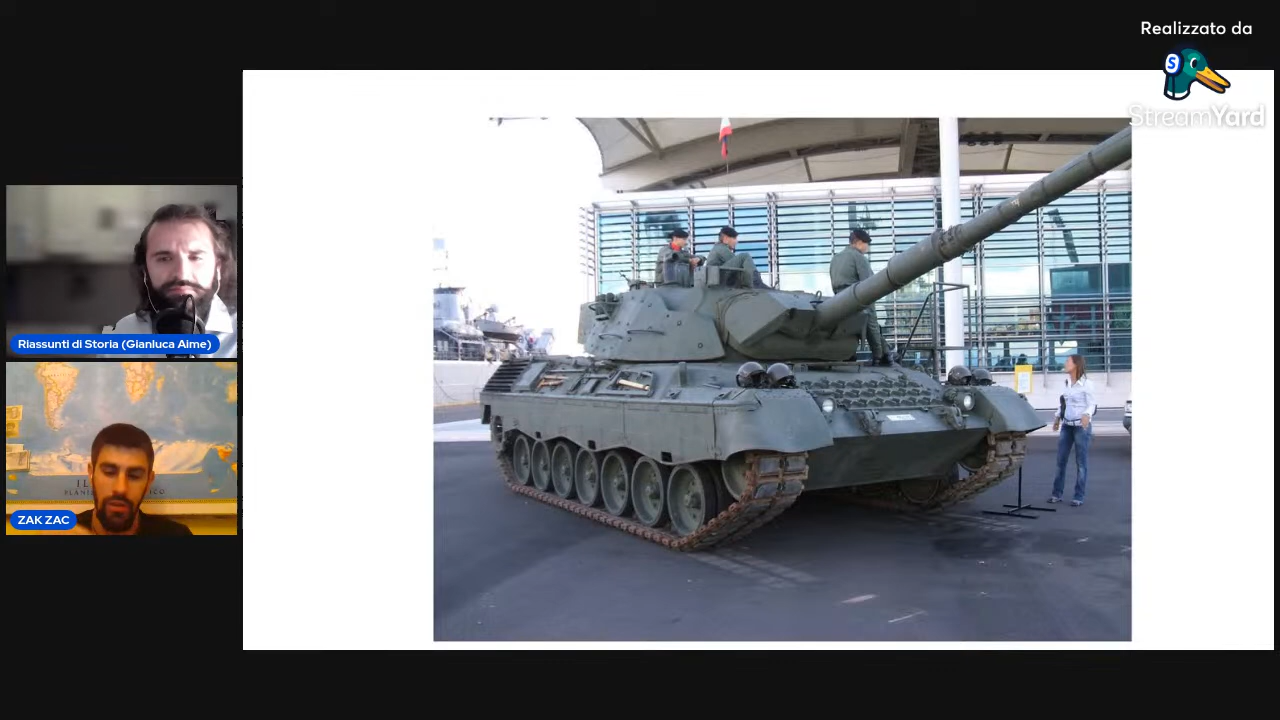 Realizzato da
StreamYard
Riassunti di Storia (Gianluca Aime)
ZAK ZAC